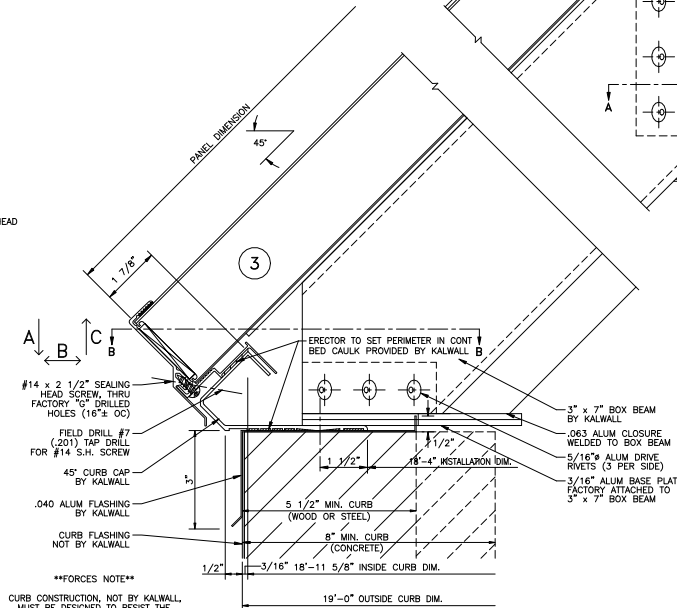 PANEL DIMENSION
45°
A
HEAD
1 7/8"
3
A
B
C
B
ERECTOR TO SET PERIMETER IN CONT
BED CAULK PROVIDED BY KALWALL
B
#14 x 2 1/2" SEALING
HEAD SCREW, THRU
FACTORY "G" DRILLED
HOLES (16"± OC)
FIELD DRILL #7
(.201) TAP DRILL
FOR #14 S.H. SCREW
45° CURB CAP
BY KALWALL
.040 ALUM FLASHING
BY KALWALL
CURB FLASHING
NOT BY KALWALL
3" x 7" BOX BEAM
BY KALWALL
.063 ALUM CLOSURE
WELDED TO BOX BEAM
5/16"ø ALUM DRIVE
RIVETS (3 PER SIDE)
3/16" ALUM BASE PLAT
FACTORY ATTACHED TO
3" x 7" BOX BEAM
1/2"
1 1/2"
18'-4" INSTALLATION DIM.
3"
5 1/2" MIN. CURB
(WOOD OR STEEL)
8" MIN. CURB
(CONCRETE)
1/2"
3/16"
18'-11 5/8" INSIDE CURB DIM.
19'-0" OUTSIDE CURB DIM.
**FORCES NOTE**
CURB CONSTRUCTION, NOT BY KALWALL,
MUST BE DESIGNED TO RESIST THE